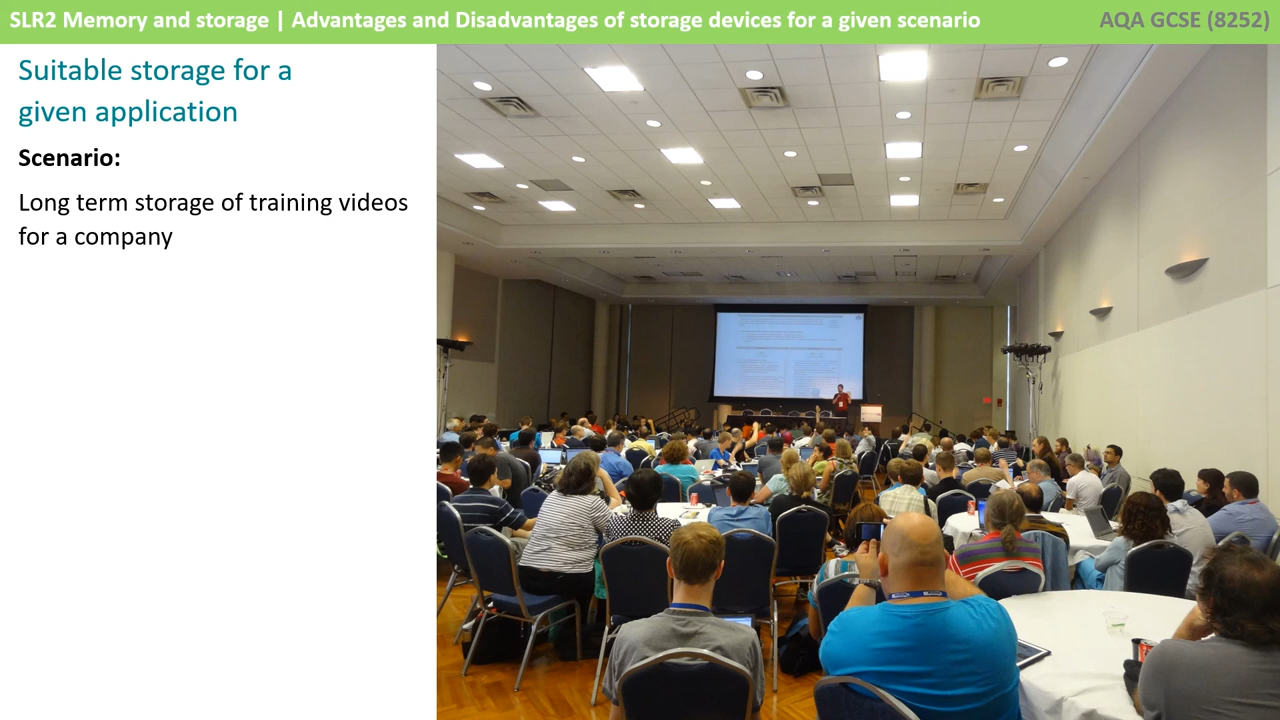 SLR2 Memory and storage | Advantages and Disadvantages of storage devices for a given scenario
AQA GCSE (8252)
Suitable storage for a
given application
Scenario:
Long term storage of training videos
for a company